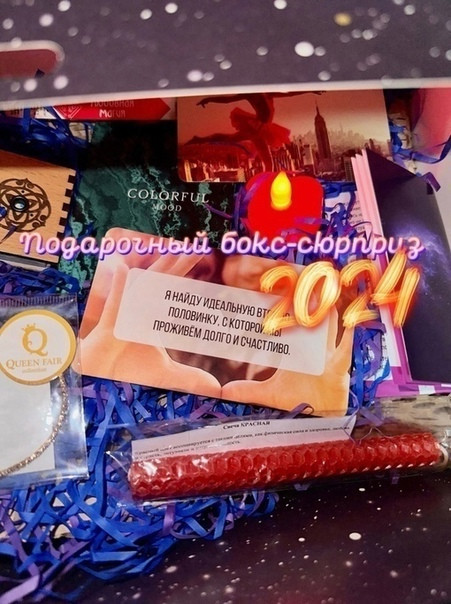 Любовная
Магия
COLORFUL
MOOD
Подарочный бокс-сюрприз
2024
Я НАЙДУ ИДЕАЛЬНУЮ
ПОЛОВИНКУ, С КОТОРОЙ
ПРОЖИВЁМ ДОЛГО И СЧАСТЛИВО.
Q
QUEEN FAIR
Свеча КРАСНАЯ